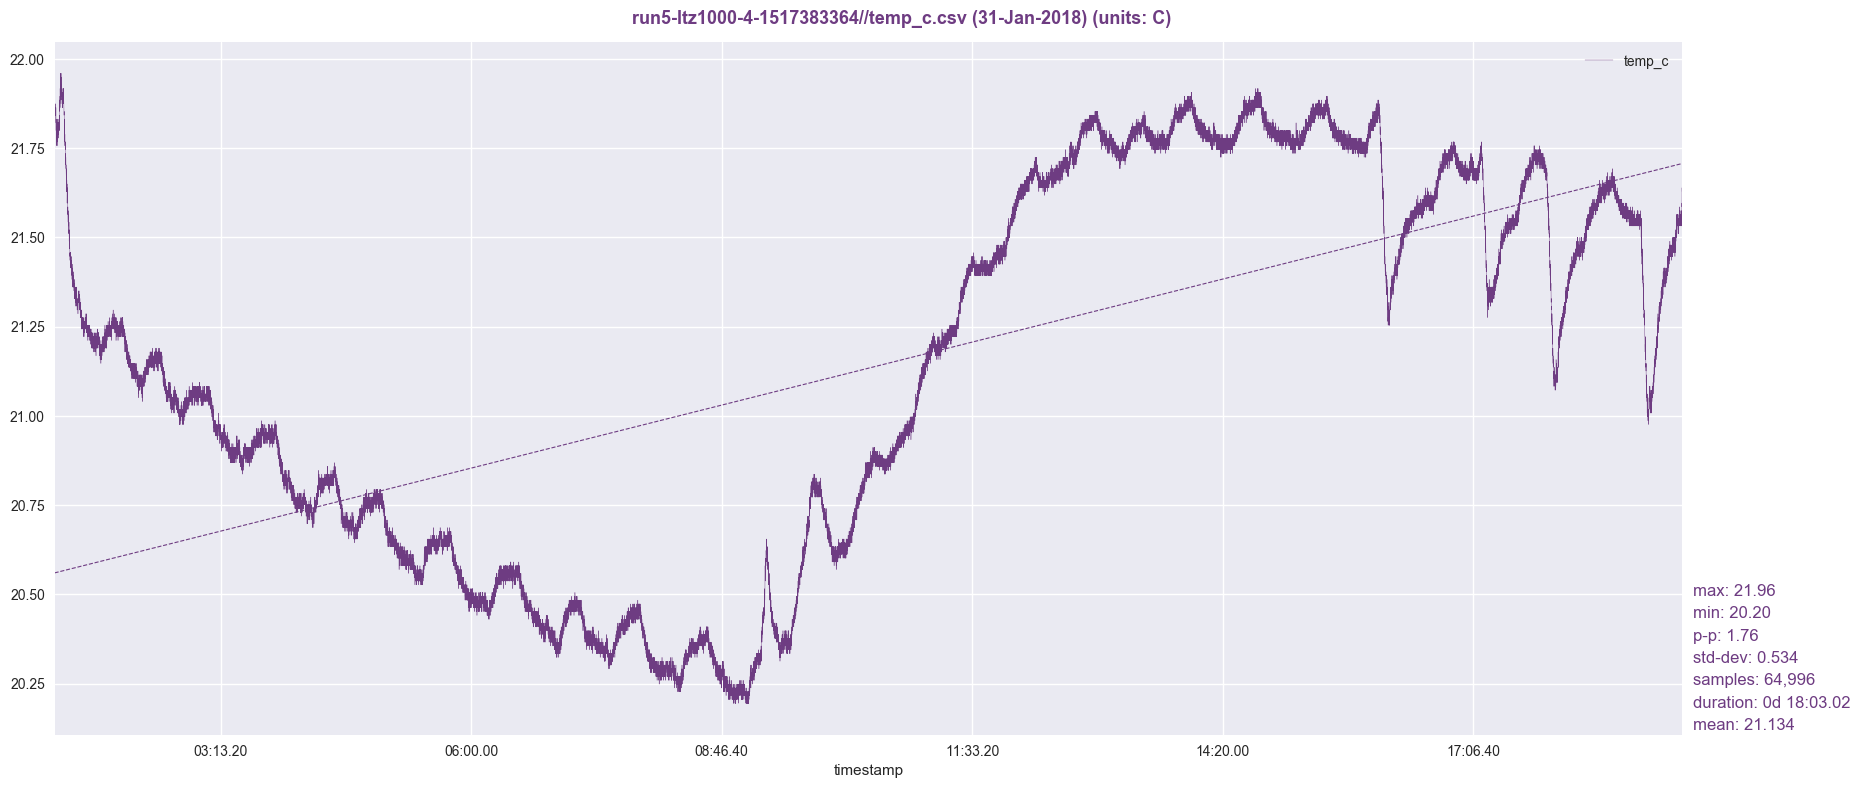 run5-ltz1000-4-1517383364//temp_c.csv (31-Jan-2018) (units: C)
temp_c
22.00
21.75
21.50
21.25
21.00
20.75
20.50
20.25
max: 21.96
min: 20.20
p-p: 1.76
std-dev: 0.534
samples: 64,996
duration: 0d 18:03.02
mean: 21.134
03:13.20 06:00.00 08:46.40 11:33.20 14:20.00 17:06.40
timestamp